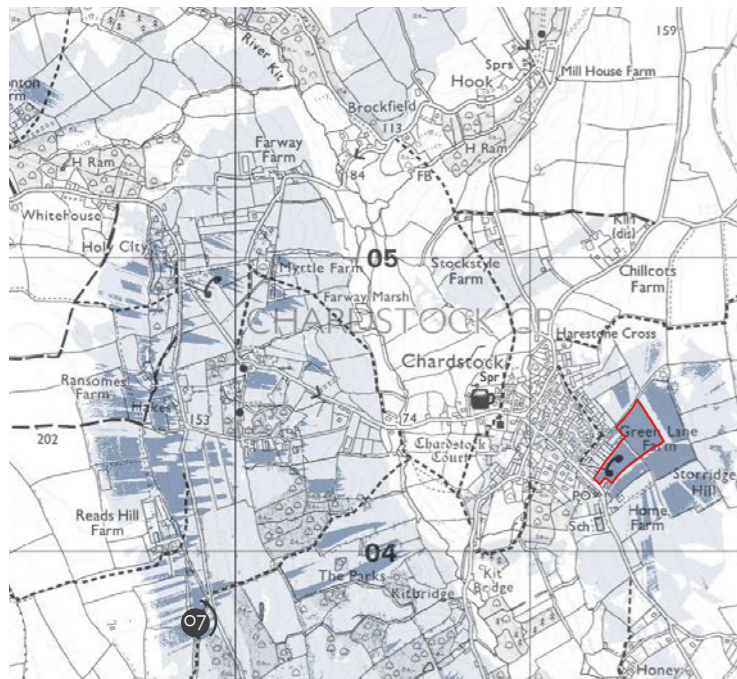 159
River Kit
Sprs
Hook
Mill House Farm
Farm
Brockfield
113
H Ram
Farway
Farm
H Ram
84
FB
Whitehouse
Kiln
(dis)
Holy City
05
Myrtle Farm
Stockstyle
Farm
Chillcots
Farm
Farway Marsh
CHARDSTOCK CP
Harestone Cross
Chardstock
Spr
Ransomes
Farm
Hakes
153
74
202
Chardstock
Court
Green Lane
Farm
Storridge
Hill
PO
Reads Hill
Farm
Sch
Home
Farm
04
The Parks
Kitbridge
Kit
Bridge
07
Honey